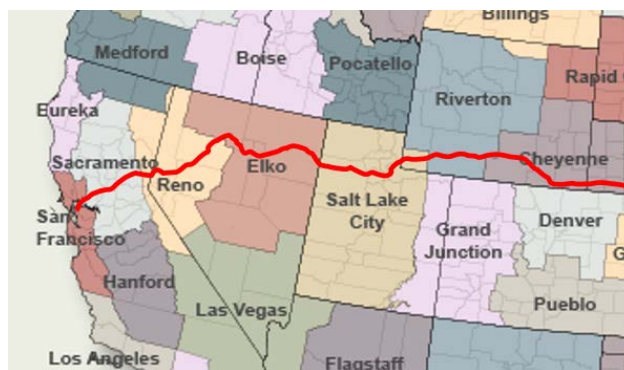 Billings
Medford
Boise
Pocatello
Rapid
Riverton
Eureka
Sacramento
Reno
Elko
Cheyenne
Salt Lake
City
San
Francisco
Grand
Junction
Denver
G
Hanford
Las Vegas
Pueblo
Los Angeles
Flagstaff